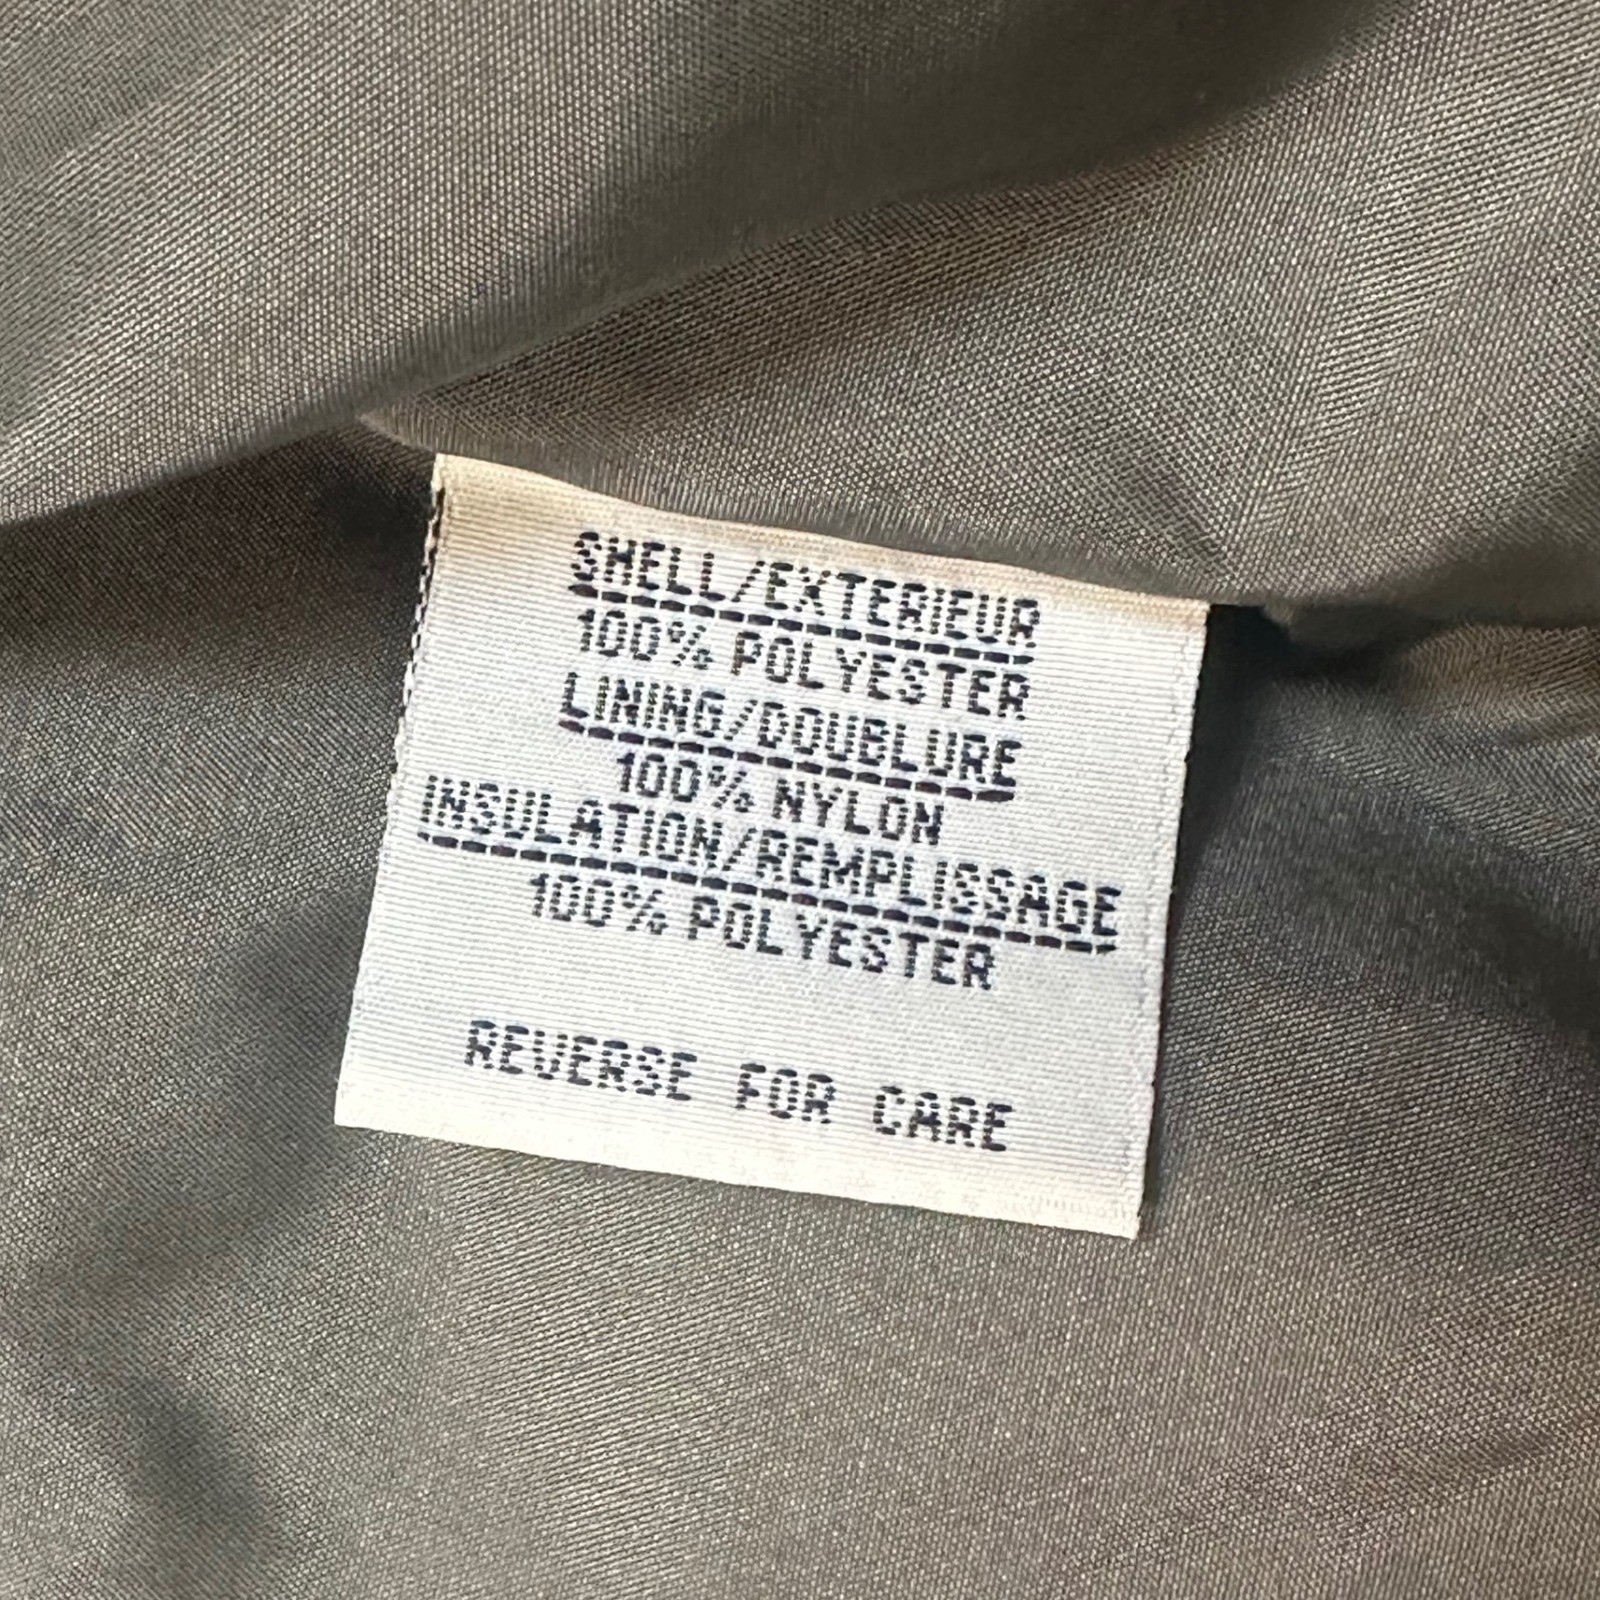 SHELL/EXTERIEUR
100% POLYESTER
LINING/DOUBLURE
100% NYLON
INSULATION/REMPLISSAGE
100% POLYESTER
REVERSE FOR CARE